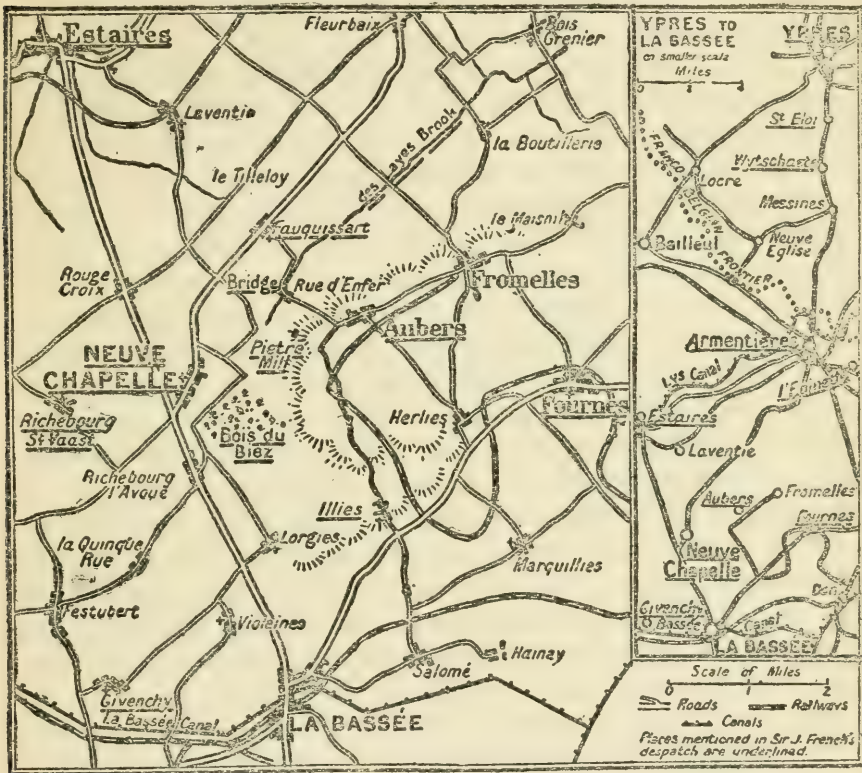 Estaires
Fleurbaix
Bois
Grenier
Laventie
des Layes Brook
la Boutillerie
le Tilleloy
Fauquissart
le Maisnil
Rouge
Croix
Bridge
Rue d'Enfer
Fromelles
Aubers
Pietre
Mill
NEUVE
CHAPELLE
Fournes
Richebourg
St Vaast
Bois du
Biez
Herlies
Richebourg
l'Avoué
Illies
la Quinque
Rue
Lorgies
Marquillies
Festubert
Violaines
Givenchy
Salomé
Hainay
La Bassée Canal
LA BASSÉE
YPRES TO
LA BASSÉE
on smaller scale
Miles
YPRES
St Eloi
Wytschaete
FRANCO
BELGIAN
FRONTIER
Locre
Messines
Bailleul
Neuve
Eglise
Armentières
Lys Canal
Estaires
Laventie
Aubers
Fromelles
Fournes
Neuve
Chapelle
Don
Givenchy
Bassée
Canal
LA BASSÉE
Scale of Miles
0 1 2
Roads Railways
Canals
Places mentioned in Sir J. French's
despatch are underlined.